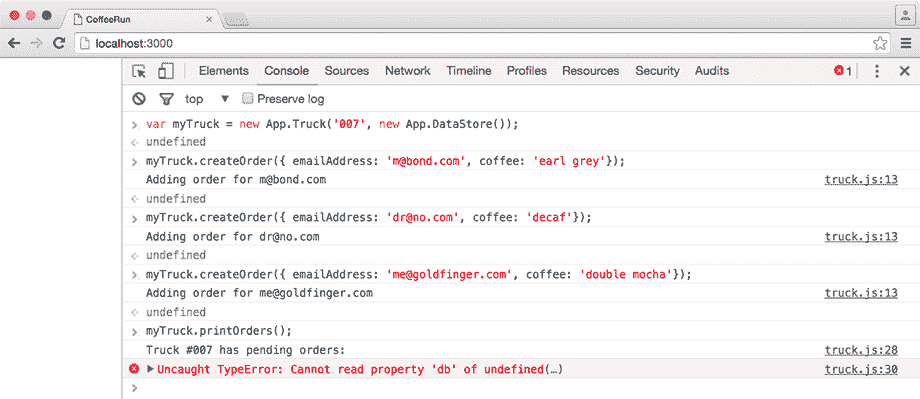 CoffeeRun
localhost:3000
Elements Console Sources Network Timeline Profiles Resources Security Audits 1
top Preserve log
var myTruck = new App.Truck('007', new App.DataStore());
undefined
myTruck.createOrder({ emailAddress: 'm@bond.com', coffee: 'earl grey'});
Adding order for m@bond.com truck.js:13
undefined
myTruck.createOrder({ emailAddress: 'dr@no.com', coffee: 'decaf'});
Adding order for dr@no.com truck.js:13
undefined
myTruck.createOrder({ emailAddress: 'me@goldfinger.com', coffee: 'double mocha'});
Adding order for me@goldfinger.com truck.js:13
undefined
myTruck.printOrders();
Truck #007 has pending orders: truck.js:28
Uncaught TypeError: Cannot read property 'db' of undefined(…) truck.js:30